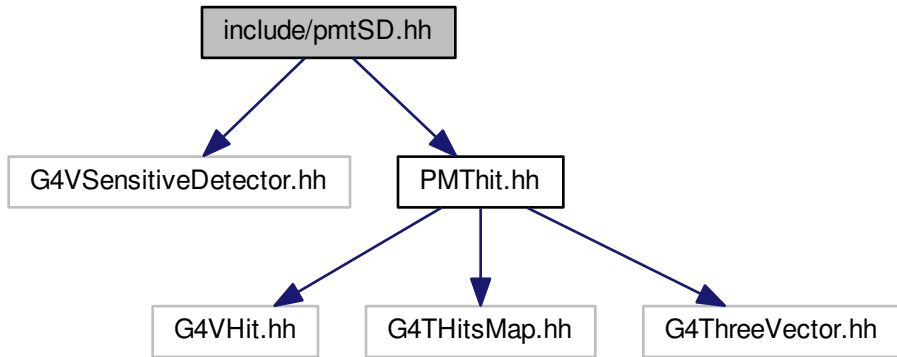 include/pmtSD.hh
G4VSensitiveDetector.hh
PMThit.hh
G4VHit.hh
G4THitsMap.hh
G4ThreeVector.hh